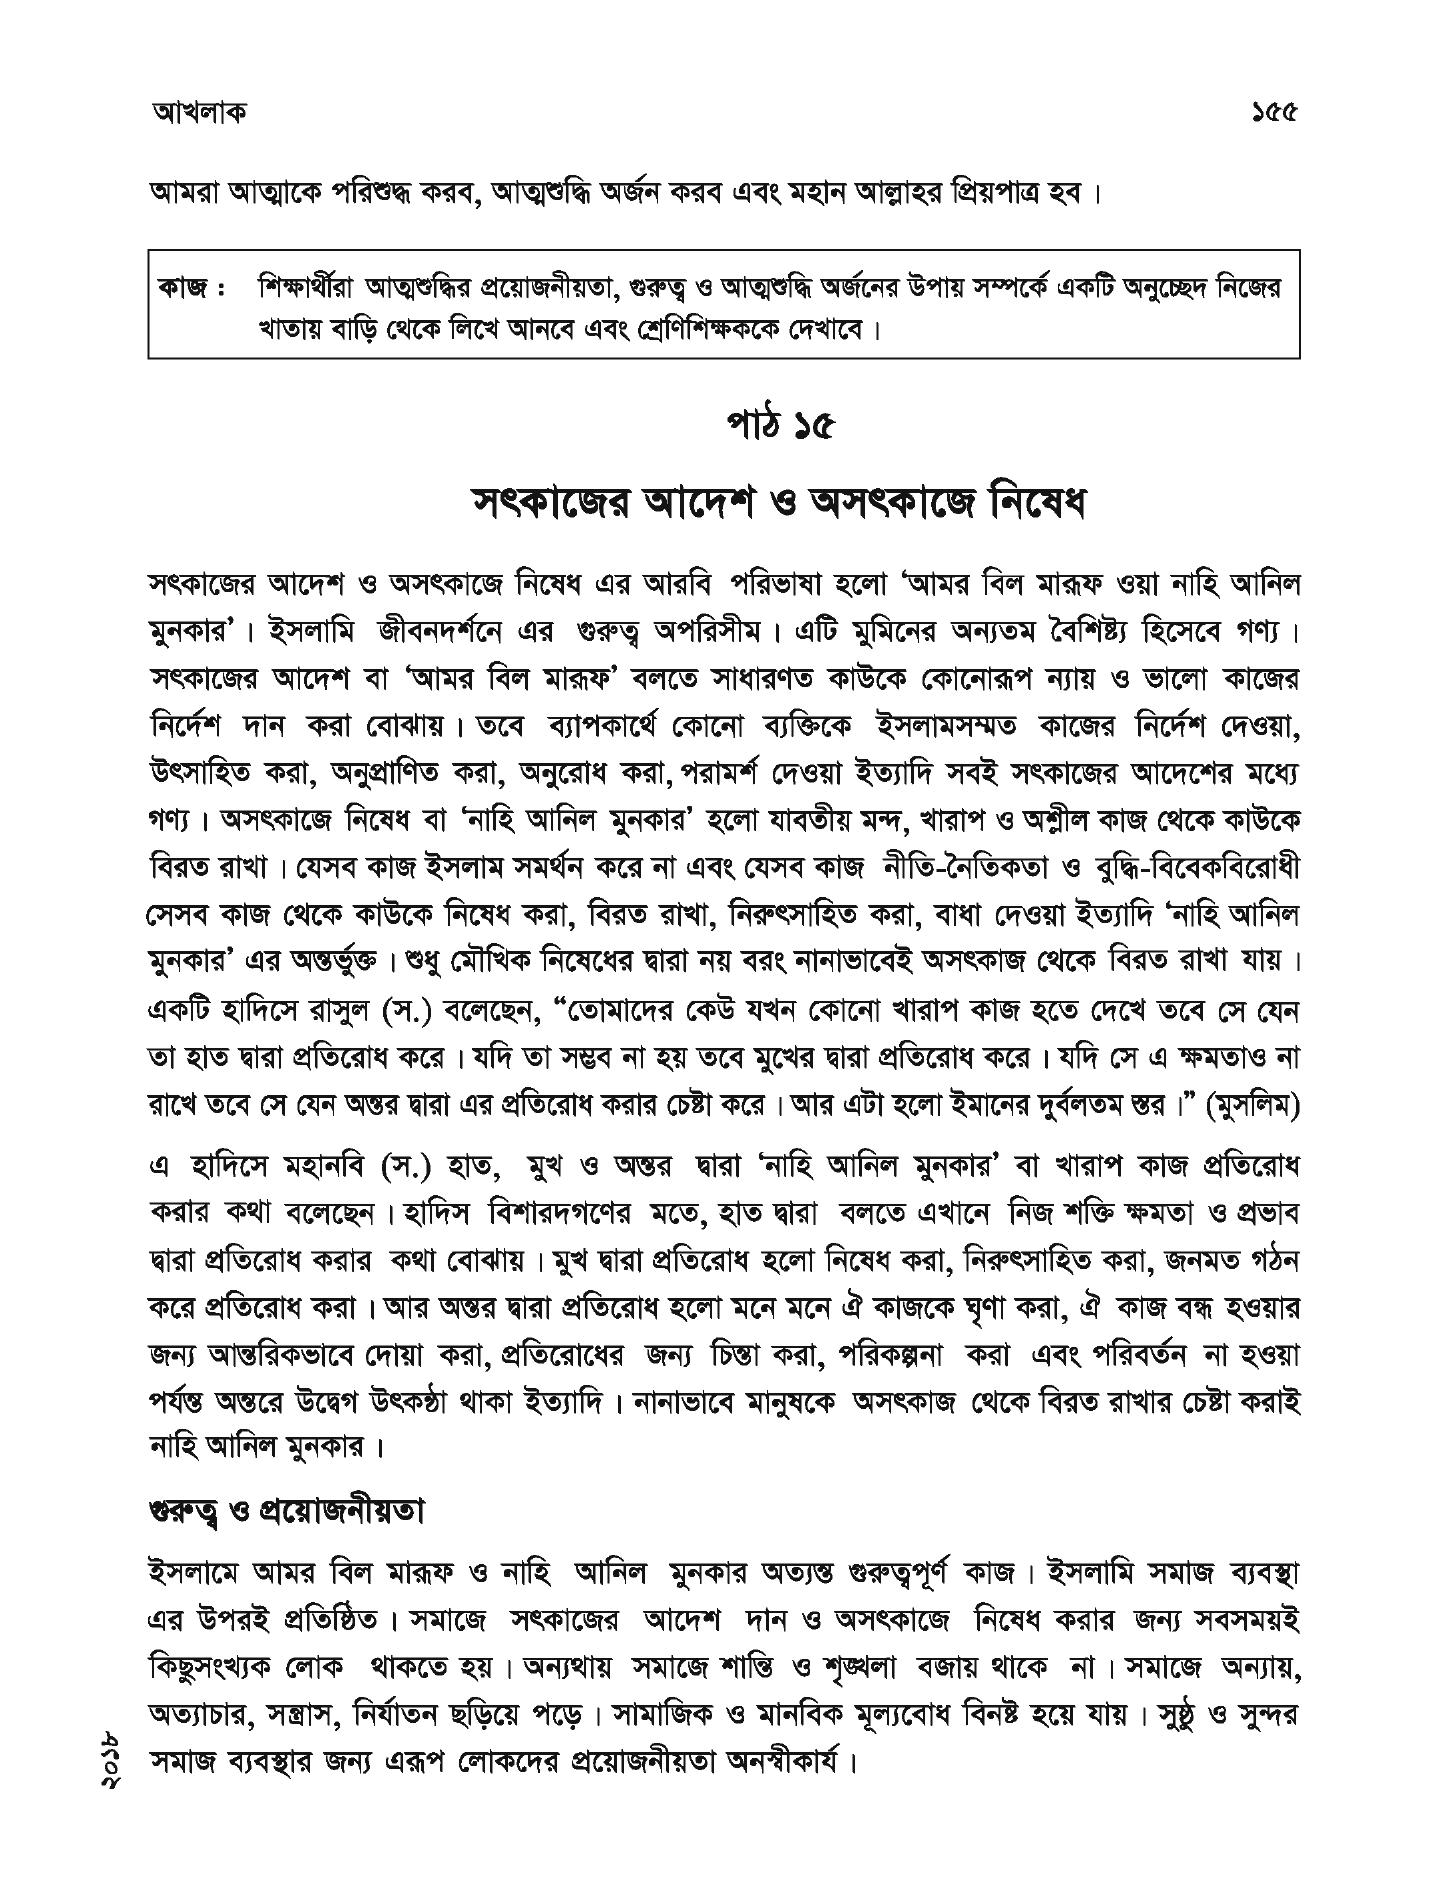 আখলাক ১৫৫
আমরা আত্মাকে পরিশুদ্ধ করব, আত্মশুদ্ধি অর্জন করব এবং মহান আল্লাহর প্রিয়পাত্র হব।
কাজ : শিক্ষার্থীরা আত্মশুদ্ধির প্রয়োজনীয়তা, গুরুত্ব ও আত্মশুদ্ধি অর্জনের উপায় সম্পর্কে একটি অনুচ্ছেদ নিজের
খাতায় বাড়ি থেকে লিখে আনবে এবং শ্রেণিশিক্ষককে দেখাবে।
পাঠ ১৫
সৎকাজের আদেশ ও অসৎকাজে নিষেধ
সৎকাজের আদেশ ও অসৎকাজে নিষেধ এর আরবি পরিভাষা হলো ‘আমর বিল মারূফ ওয়া নাহি আনিল
মুনকার’। ইসলামি জীবনদর্শনে এর গুরুত্ব অপরিসীম। এটি মুমিনের অন্যতম বৈশিষ্ট্য হিসেবে গণ্য।
সৎকাজের আদেশ বা ‘আমর বিল মারূফ’ বলতে সাধারণত কাউকে কোনোরূপ ন্যায় ও ভালো কাজের
নির্দেশ দান করা বোঝায়। তবে ব্যাপকার্থে কোনো ব্যক্তিকে ইসলামসম্মত কাজের নির্দেশ দেওয়া,
উৎসাহিত করা, অনুপ্রাণিত করা, অনুরোধ করা, পরামর্শ দেওয়া ইত্যাদি সবই সৎকাজের আদেশের মধ্যে
গণ্য। অসৎকাজে নিষেধ বা ‘নাহি আনিল মুনকার’ হলো যাবতীয় মন্দ, খারাপ ও অশ্লীল কাজ থেকে কাউকে
বিরত রাখা। যেসব কাজ ইসলাম সমর্থন করে না এবং যেসব কাজ নীতি-নৈতিকতা ও বুদ্ধি-বিবেকবিরোধী
সেসব কাজ থেকে কাউকে নিষেধ করা, বিরত রাখা, নিরুৎসাহিত করা, বাধা দেওয়া ইত্যাদি ‘নাহি আনিল
মুনকার’ এর অন্তর্ভুক্ত। শুধু মৌখিক নিষেধের দ্বারা নয় বরং নানাভাবেই অসৎকাজ থেকে বিরত রাখা যায়।
একটি হাদিসে রাসুল (স.) বলেছেন, “তোমাদের কেউ যখন কোনো খারাপ কাজ হতে দেখে তবে সে যেন
তা হাত দ্বারা প্রতিরোধ করে। যদি তা সম্ভব না হয় তবে মুখের দ্বারা প্রতিরোধ করে। যদি সে এ ক্ষমতাও না
রাখে তবে সে যেন অন্তর দ্বারা এর প্রতিরোধ করার চেষ্টা করে। আর এটা হলো ইমানের দুর্বলতম স্তর।” (মুসলিম)
এ হাদিসে মহানবি (স.) হাত, মুখ ও অন্তর দ্বারা ‘নাহি আনিল মুনকার’ বা খারাপ কাজ প্রতিরোধ
করার কথা বলেছেন। হাদিস বিশারদগণের মতে, হাত দ্বারা বলতে এখানে নিজ শক্তি ক্ষমতা ও প্রভাব
দ্বারা প্রতিরোধ করার কথা বোঝায়। মুখ দ্বারা প্রতিরোধ হলো নিষেধ করা, নিরুৎসাহিত করা, জনমত গঠন
করে প্রতিরোধ করা। আর অন্তর দ্বারা প্রতিরোধ হলো মনে মনে ঐ কাজকে ঘৃণা করা, ঐ কাজ বন্ধ হওয়ার
জন্য আন্তরিকভাবে দোয়া করা, প্রতিরোধের জন্য চিন্তা করা, পরিকল্পনা করা এবং পরিবর্তন না হওয়া
পর্যন্ত অন্তরে উদ্বেগ উৎকণ্ঠা থাকা ইত্যাদি। নানাভাবে মানুষকে অসৎকাজ থেকে বিরত রাখার চেষ্টা করাই
নাহি আনিল মুনকার।
গুরুত্ব ও প্রয়োজনীয়তা
ইসলামে আমর বিল মারূফ ও নাহি আনিল মুনকার অত্যন্ত গুরুত্বপূর্ণ কাজ। ইসলামি সমাজ ব্যবস্থা
এর উপরই প্রতিষ্ঠিত। সমাজে সৎকাজের আদেশ দান ও অসৎকাজে নিষেধ করার জন্য সবসময়ই
কিছুসংখ্যক লোক থাকতে হয়। অন্যথায় সমাজে শান্তি ও শৃঙ্খলা বজায় থাকে না। সমাজে অন্যায়,
অত্যাচার, সন্ত্রাস, নির্যাতন ছড়িয়ে পড়ে। সামাজিক ও মানবিক মূল্যবোধ বিনষ্ট হয়ে যায়। সুষ্ঠু ও সুন্দর
সমাজ ব্যবস্থার জন্য এরূপ লোকদের প্রয়োজনীয়তা অনস্বীকার্য।
২০১৮